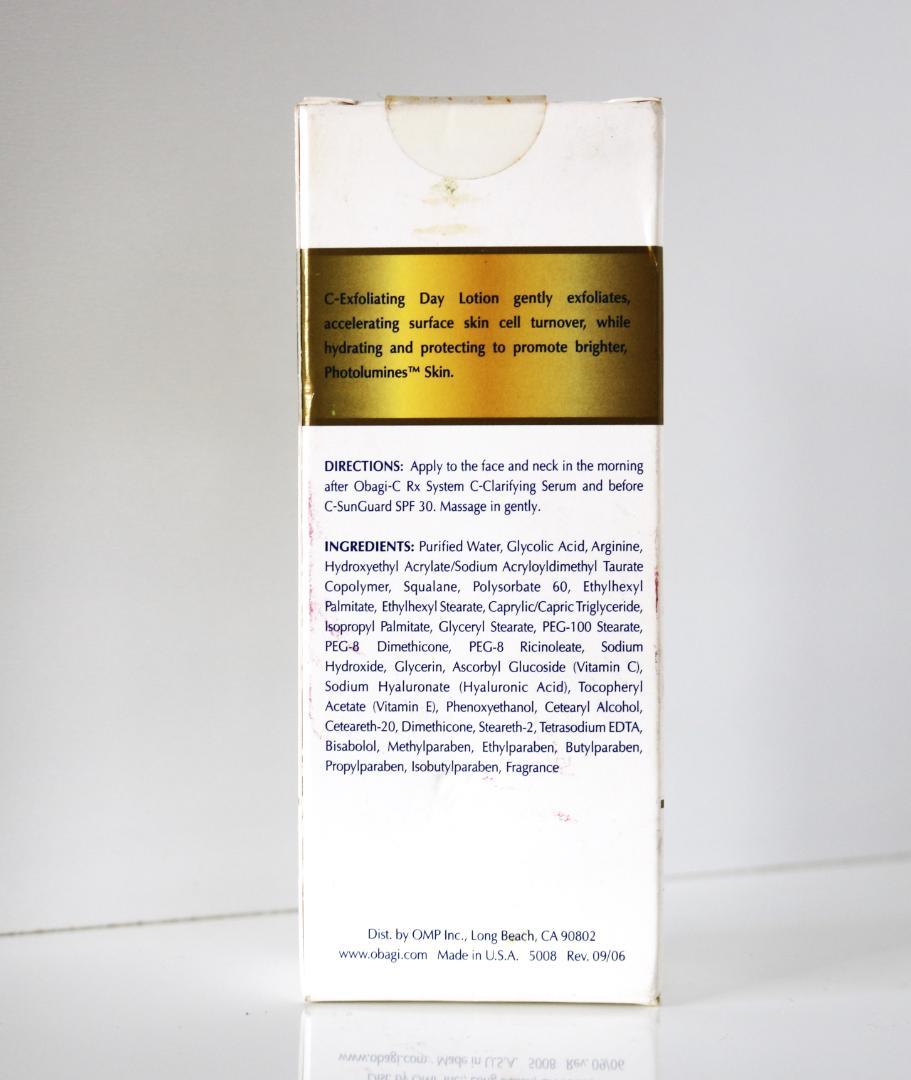 C-Exfoliating Day Lotion gently exfoliates,
accelerating surface skin cell turnover, while
hydrating and protecting to promote brighter,
Photolumines™ Skin.
DIRECTIONS: Apply to the face and neck in the morning
after Obagi-C Rx System C-Clarifying Serum and before
C-SunGuard SPF 30. Massage in gently.
INGREDIENTS: Purified Water, Glycolic Acid, Arginine,
Hydroxyethyl Acrylate/Sodium Acryloyldimethyl Taurate
Copolymer, Squalane, Polysorbate 60, Ethylhexyl
Palmitate, Ethylhexyl Stearate, Caprylic/Capric Triglyceride,
Isopropyl Palmitate, Glyceryl Stearate, PEG-100 Stearate,
PEG-8 Dimethicone, PEG-8 Ricinoleate, Sodium
Hydroxide, Glycerin, Ascorbyl Glucoside (Vitamin C),
Sodium Hyaluronate (Hyaluronic Acid), Tocopheryl
Acetate (Vitamin E), Phenoxyethanol, Cetearyl Alcohol,
Ceteareth-20, Dimethicone, Steareth-2, Tetrasodium EDTA,
Bisabolol, Methylparaben, Ethylparaben, Butylparaben,
Propylparaben, Isobutylparaben, Fragrance
Dist. by OMP Inc., Long Beach, CA 90802
www.obagi.com Made in U.S.A. 5008 Rev. 09/06